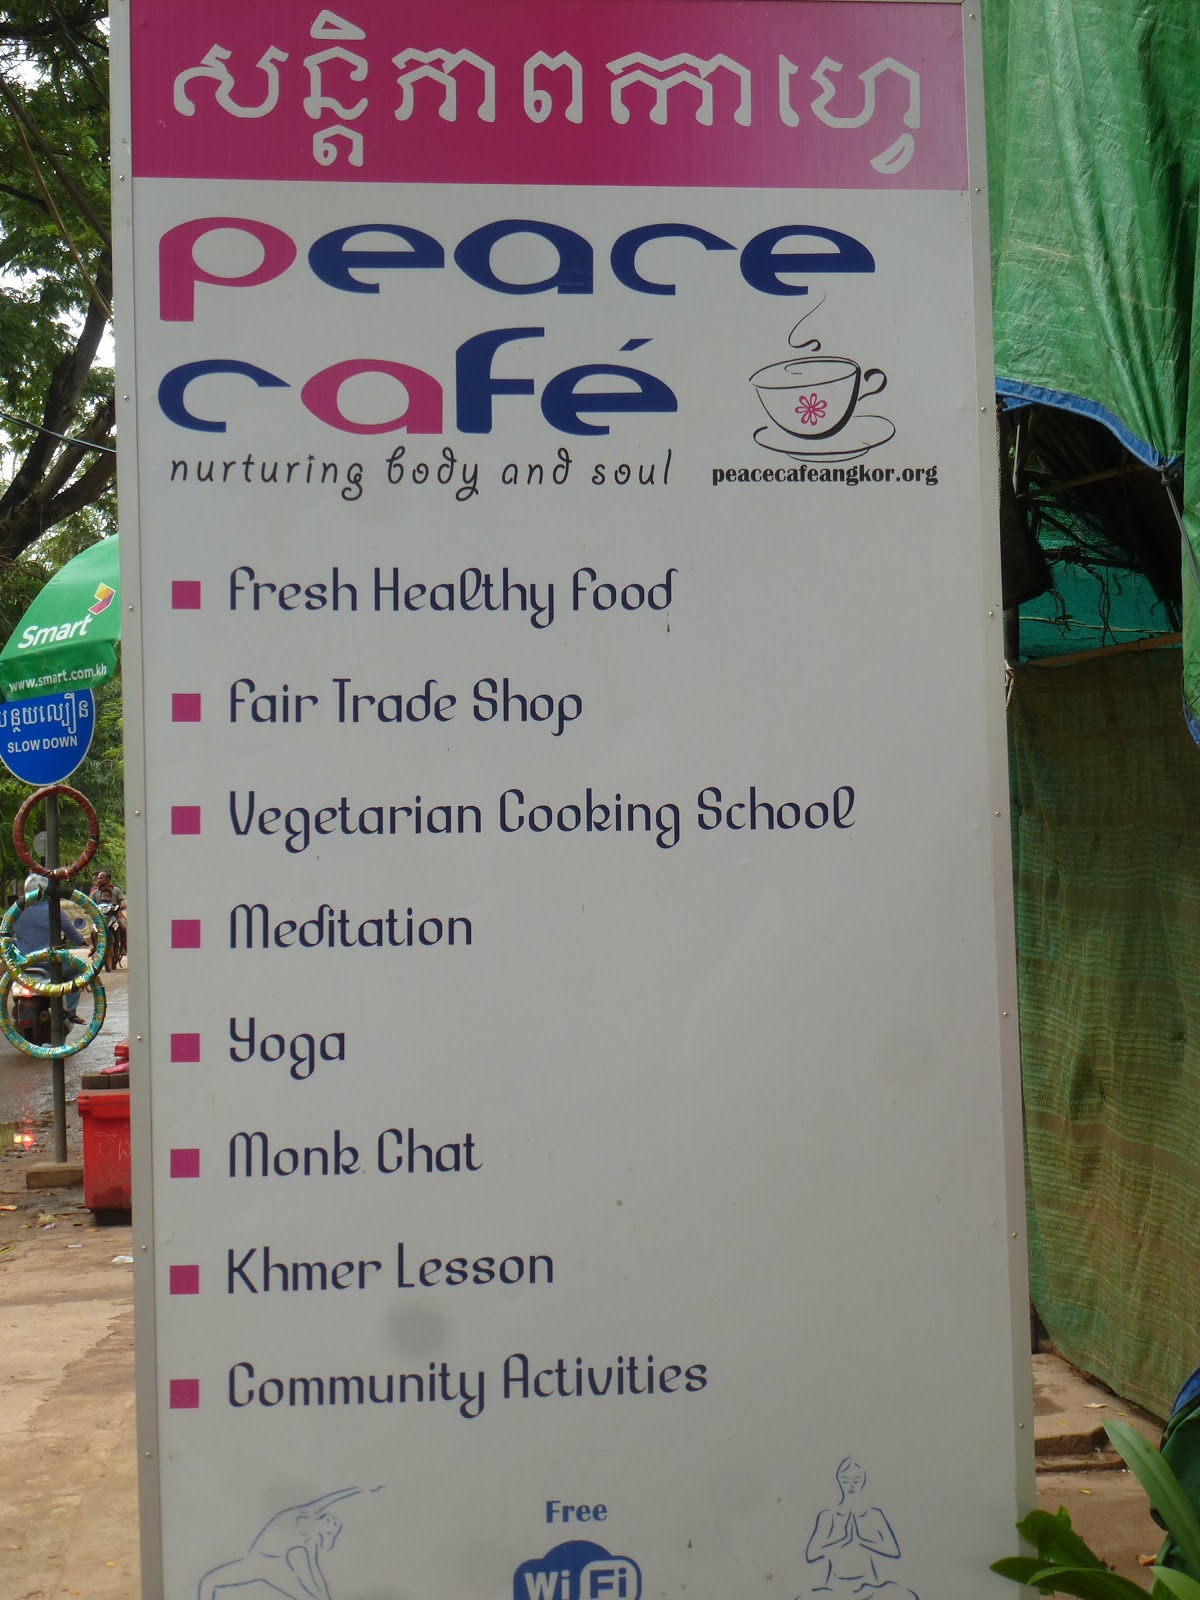 សន្តិភាពកាហ្វេ
peace
café
nurturing body and soul
peacecafeangkor.org
Fresh Healthy Food
Fair Trade Shop
Vegetarian Cooking School
Meditation
Yoga
Monk Chat
Khmer Lesson
Community Activities
Free
WiFi
Smart
www.smart.com.kh
បន្ថយល្បឿន
SLOW DOWN